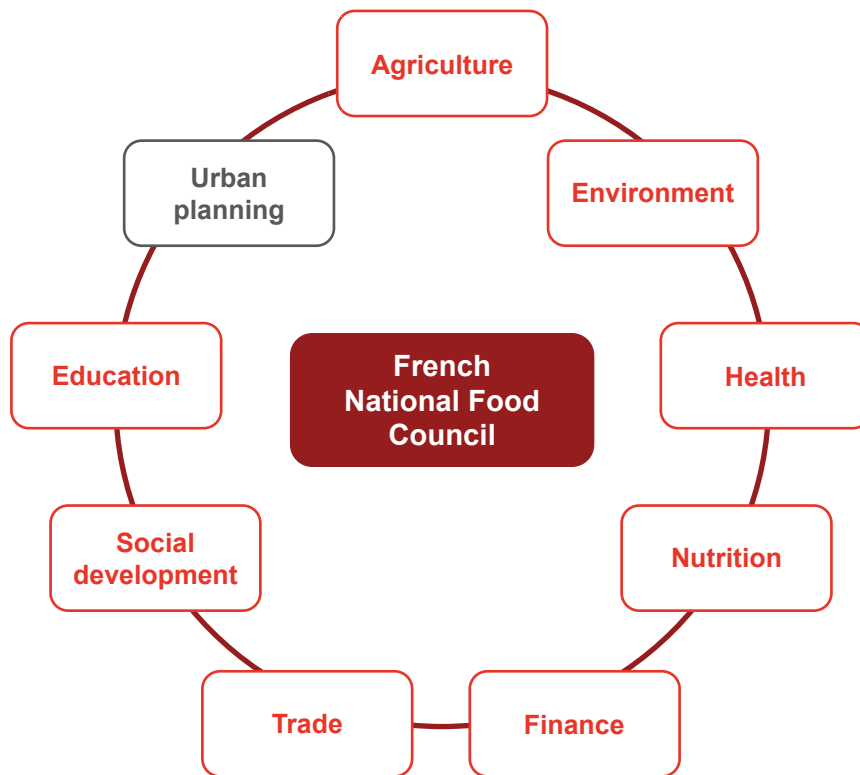 Agriculture
Urban
planning
Environment
Education
French
National Food
Council
Health
Social
development
Nutrition
Trade
Finance